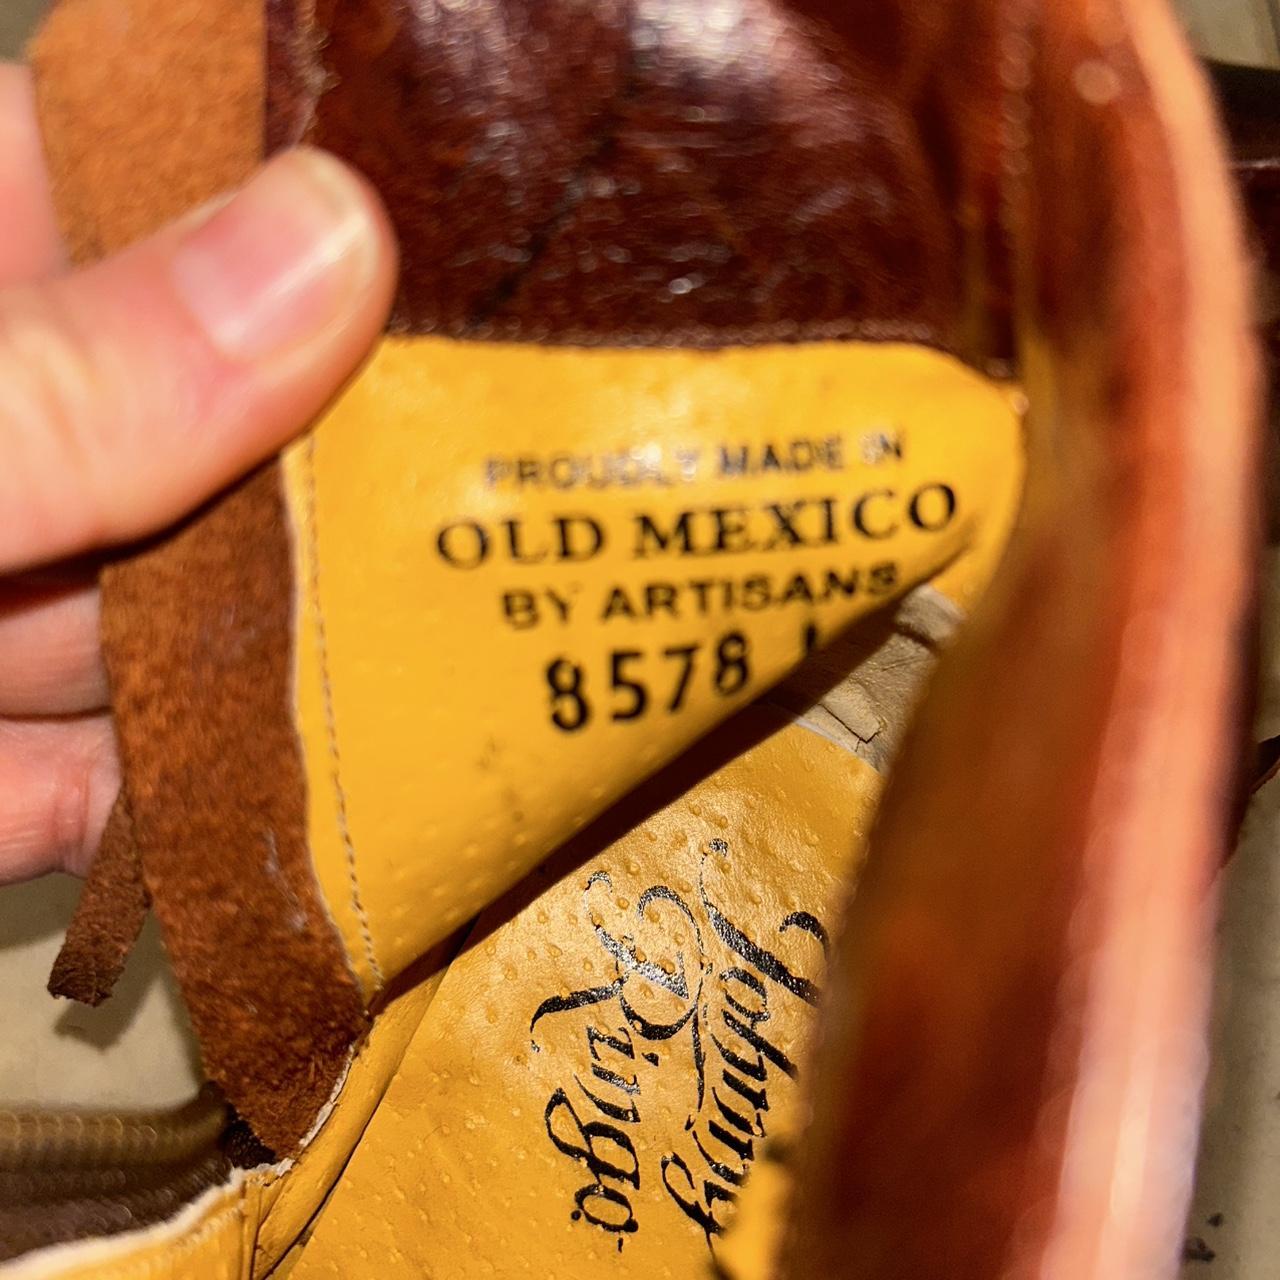 PROUDLY MADE IN
OLD MEXICO
BY ARTISANS
8578
Johnny
Ringo